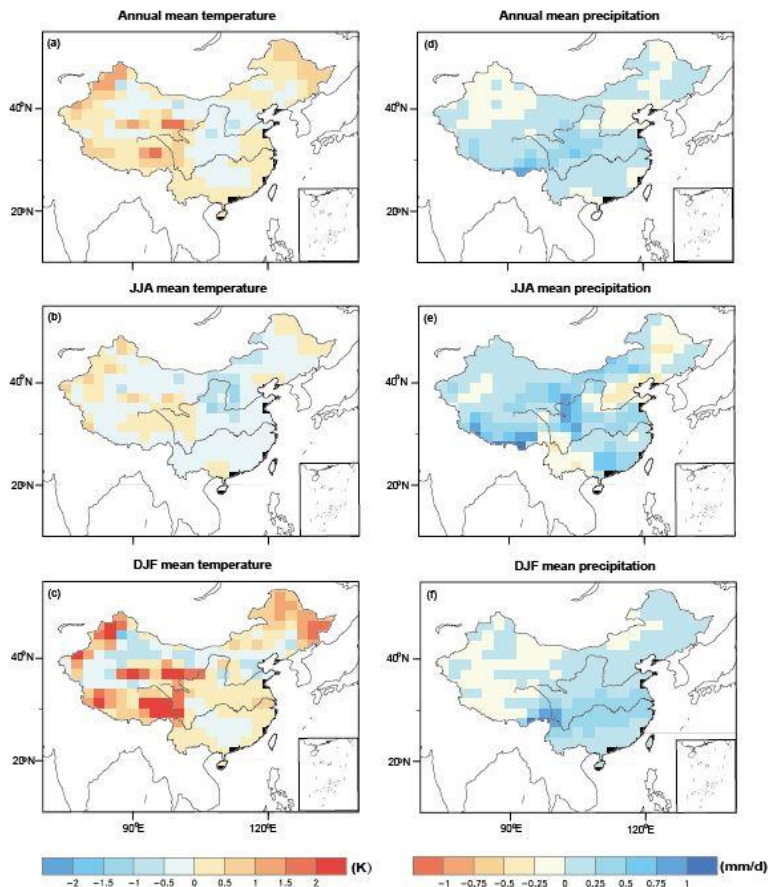 Annual mean temperature
Annual mean precipitation
(a)
(d)
40°N
40°N
20°N
20°N
JJA mean temperature
JJA mean precipitation
(b)
(e)
40°N
40°N
20°N
20°N
DJF mean temperature
DJF mean precipitation
(c)
(f)
40°N
40°N
20°N
20°N
90°E 120°E
90°E 120°E
(K)
(mm/d)
-2 -1.5 -1 -0.5 0 0.5 1 1.5 2
-1 -0.75 -0.5 -0.25 0 0.25 0.5 0.75 1